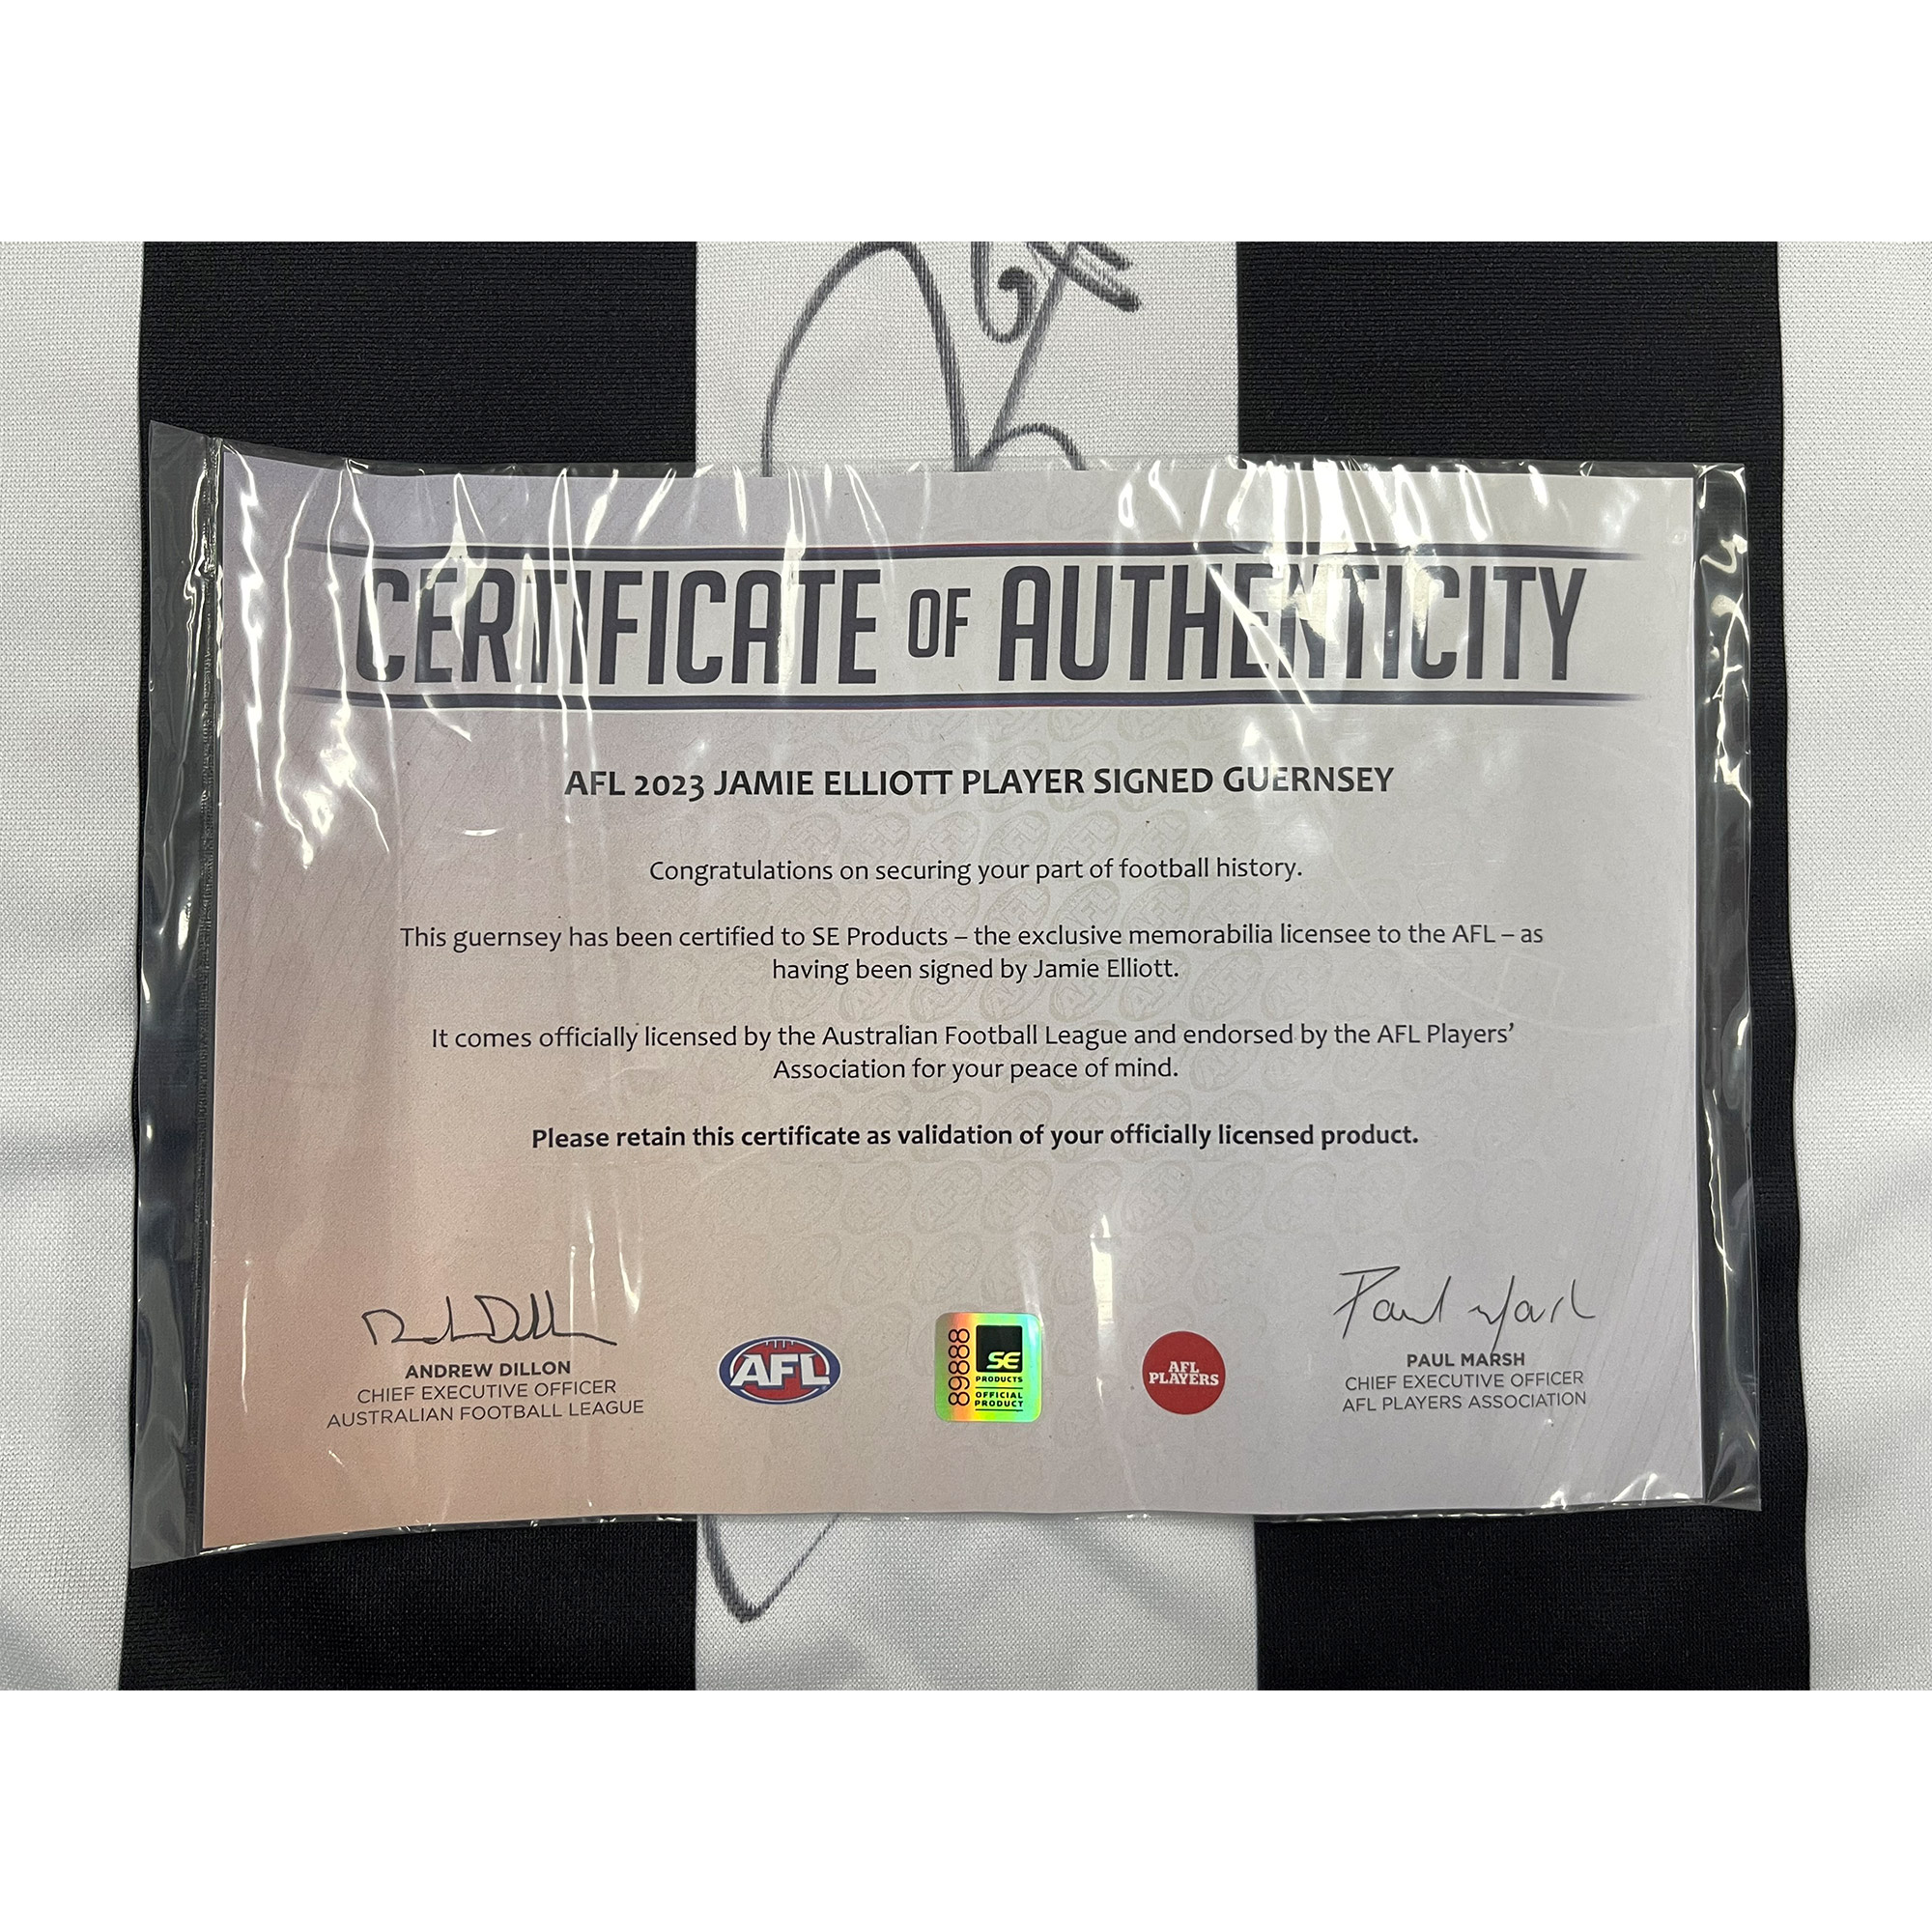 CERTIFICATE OF AUTHENTICITY
AFL 2023 JAMIE ELLIOTT PLAYER SIGNED GUERNSEY
Congratulations on securing your part of football history.
This guernsey has been certified to SE Products – the exclusive memorabilia licensee to the AFL – as
having been signed by Jamie Elliott.
It comes officially licensed by the Australian Football League and endorsed by the AFL Players’
Association for your peace of mind.
Please retain this certificate as validation of your officially licensed product.
ANDREW DILLON
CHIEF EXECUTIVE OFFICER
AUSTRALIAN FOOTBALL LEAGUE
AFL
89888
SE
PRODUCTS
OFFICIAL
PRODUCT
AFL
PLAYERS
Paul Marsh
PAUL MARSH
CHIEF EXECUTIVE OFFICER
AFL PLAYERS ASSOCIATION